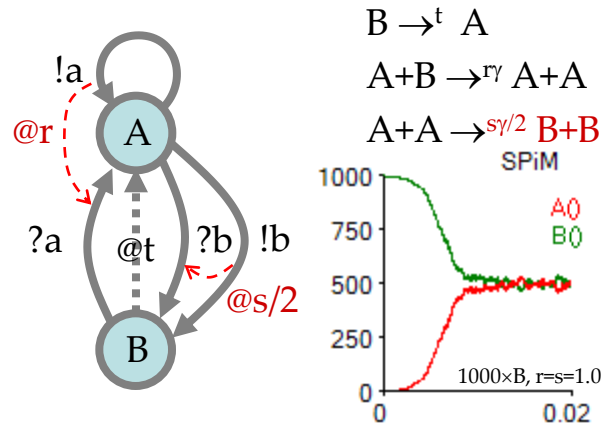 !a
@r
A
?a
@t
?b
!b
@s/2
B
B →ᵗ A
A+B →ʳᵞ A+A
A+A →ˢᵞ/² B+B
SPiM
1000
750
500
250
0
A()
B()
1000×B, r=s=1.0
0
0.02